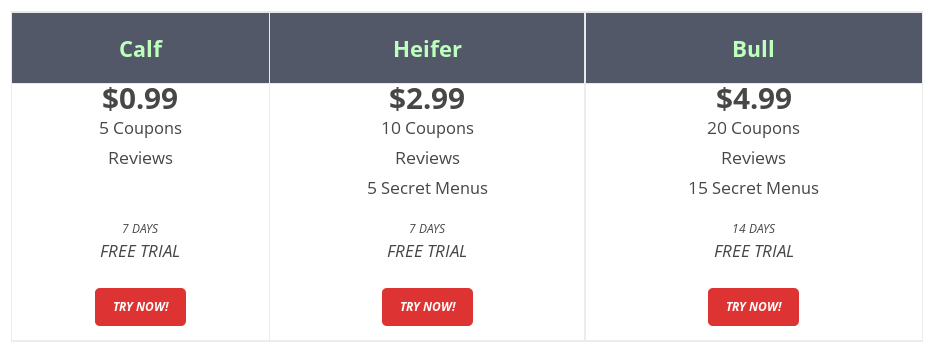 Calf
Heifer
Bull
$0.99
$2.99
$4.99
5 Coupons
10 Coupons
20 Coupons
Reviews
Reviews
Reviews
5 Secret Menus
15 Secret Menus
7 DAYS
7 DAYS
14 DAYS
FREE TRIAL
FREE TRIAL
FREE TRIAL
TRY NOW!
TRY NOW!
TRY NOW!